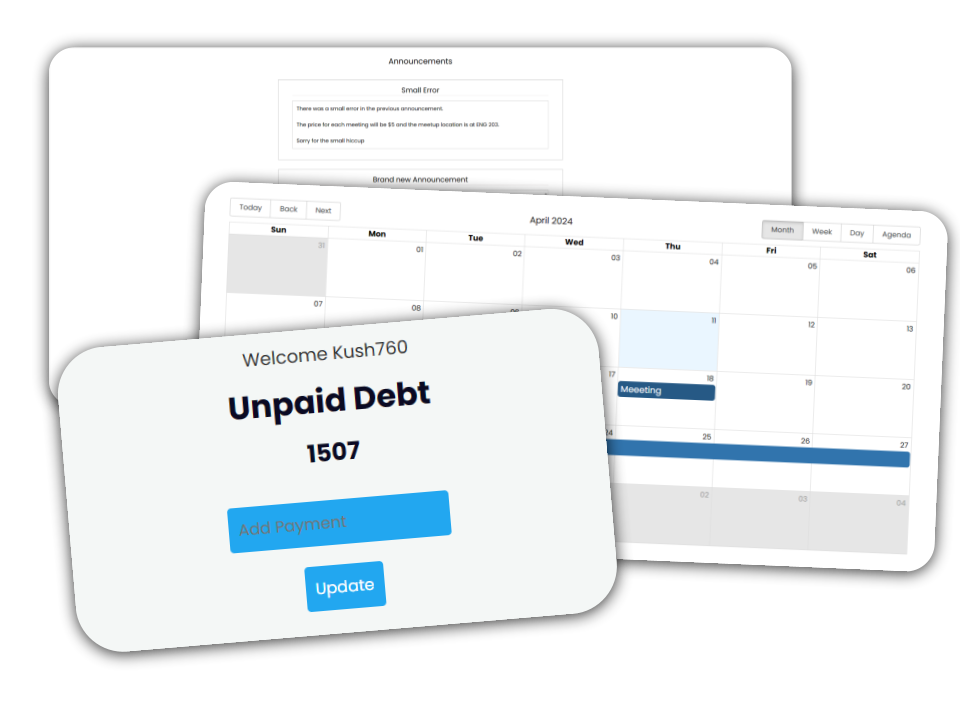 Announcements
Small Error
There was a small error in the previous announcement.
The price for each meeting will be $5 and the meetup location is at ENG 203.
Sorry for the small hiccup
Brand new Announcement
Today Back Next
April 2024
Month Week Day Agenda
Sun Mon Tue Wed Thu Fri Sat
31 01 02 03 04 05 06
07 08 09 10 11 12 13
17 18 19 20
Meeeting
24 25 26 27
02 03 04
Welcome Kush760
Unpaid Debt
1507
Add Payment
Update